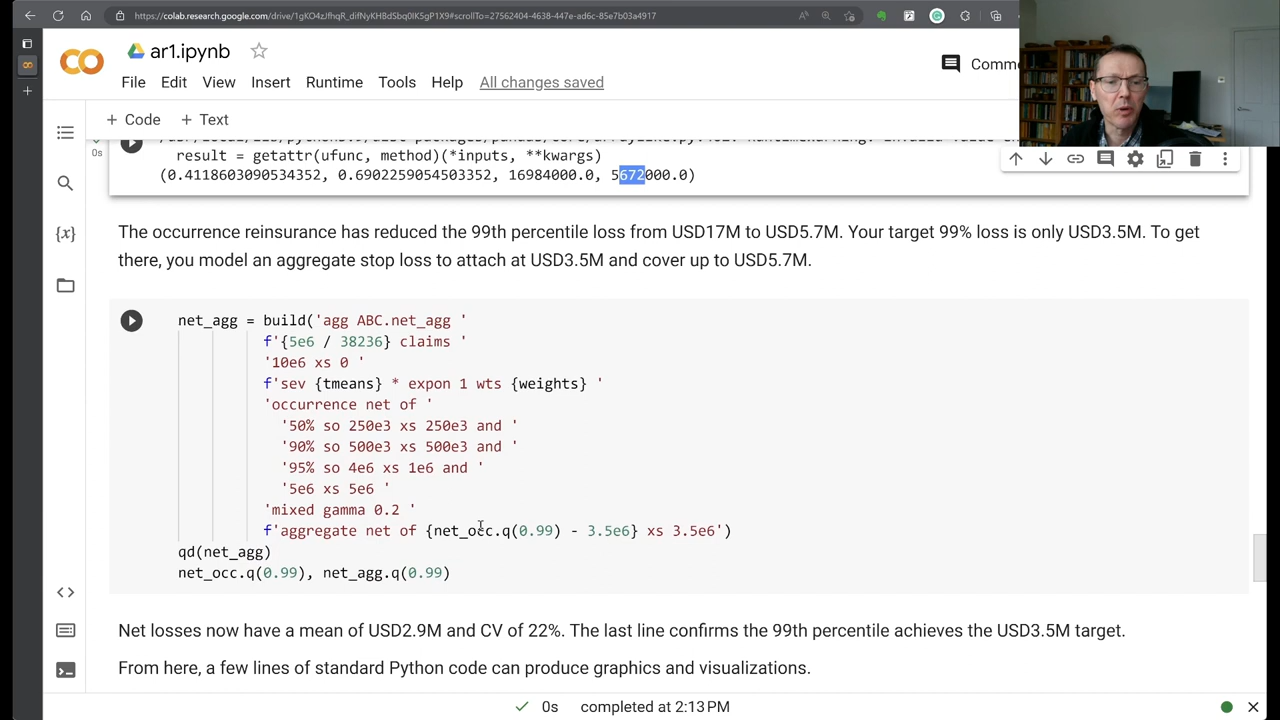 https://colab.research.google.com/drive/1gKO4zJfhqR_difNyKHBdSbq0IKSgP1X9#scrollTo=27562404-4638-447e-ad6c-85e7b03a4917
ar1.ipynb
File Edit View Insert Runtime Tools Help All changes saved
Comme
+ Code + Text
result = getattr(ufunc, method)(*inputs, **kwargs)
0s
(0.4118603090534352, 0.6902259054503352, 16984000.0, 5672000.0)
The occurrence reinsurance has reduced the 99th percentile loss from USD17M to USD5.7M. Your target 99% loss is only USD3.5M. To get
there, you model an aggregate stop loss to attach at USD3.5M and cover up to USD5.7M.
net_agg = build('agg ABC.net_agg '
f'{5e6 / 38236} claims '
'10e6 xs 0 '
f'sev {tmeans} * expon 1 wts {weights} '
'occurrence net of '
'50% so 250e3 xs 250e3 and '
'90% so 500e3 xs 500e3 and '
'95% so 4e6 xs 1e6 and '
'5e6 xs 5e6 '
'mixed gamma 0.2 '
f'aggregate net of {net_occ.q(0.99) - 3.5e6} xs 3.5e6')
qd(net_agg)
net_occ.q(0.99), net_agg.q(0.99)
Net losses now have a mean of USD2.9M and CV of 22%. The last line confirms the 99th percentile achieves the USD3.5M target.
From here, a few lines of standard Python code can produce graphics and visualizations.
0s completed at 2:13 PM